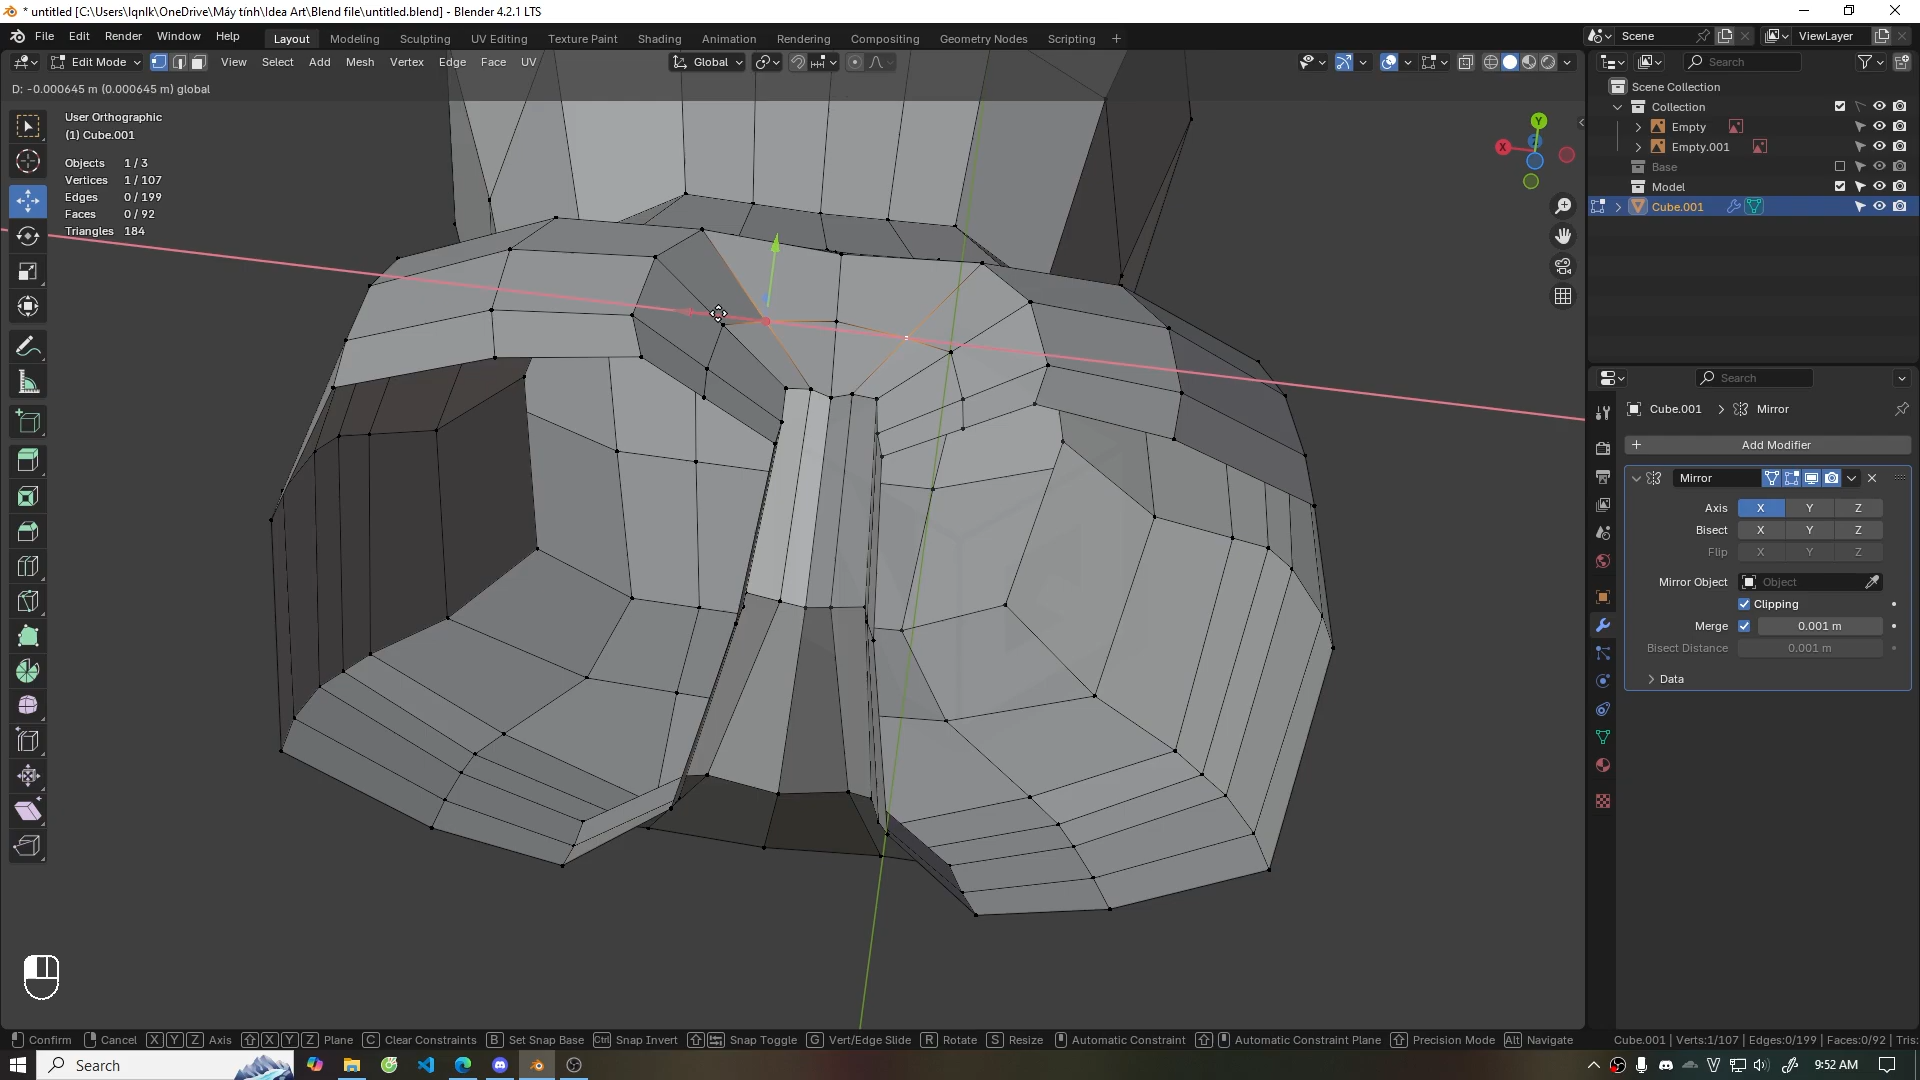 * untitled [C:\Users\lqnlk\OneDrive\Máy tính\Idea Art\Blend file\untitled.blend] - Blender 4.2.1 LTS
File Edit Render Window Help
Layout Modeling Sculpting UV Editing Texture Paint Shading Animation Rendering Compositing Geometry Nodes Scripting +
Scene
ViewLayer
Edit Mode View Select Add Mesh Vertex Edge Face UV
Global
Search
D: -0.000645 m (0.000645 m) global
User Orthographic
(1) Cube.001
Objects 1 / 3
Vertices 1 / 107
Edges 0 / 199
Faces 0 / 92
Triangles 184
X
Y
Z
Scene Collection
Collection
Empty
Empty.001
Base
Model
Cube.001
Search
Cube.001 > Mirror
+ Add Modifier
Mirror
Axis X Y Z
Bisect X Y Z
Flip X Y Z
Mirror Object Object
Clipping
Merge 0.001 m
Bisect Distance 0.001 m
Data
Confirm Cancel X Y Z Axis X Y Z Plane C Clear Constraints B Set Snap Base Ctrl Snap Invert Snap Toggle G Vert/Edge Slide R Rotate S Resize Automatic Constraint Automatic Constraint Plane Precision Mode Alt Navigate
Cube.001 | Verts:1/107 | Edges:0/199 | Faces:0/92 | Tris:
Search
9:52 AM